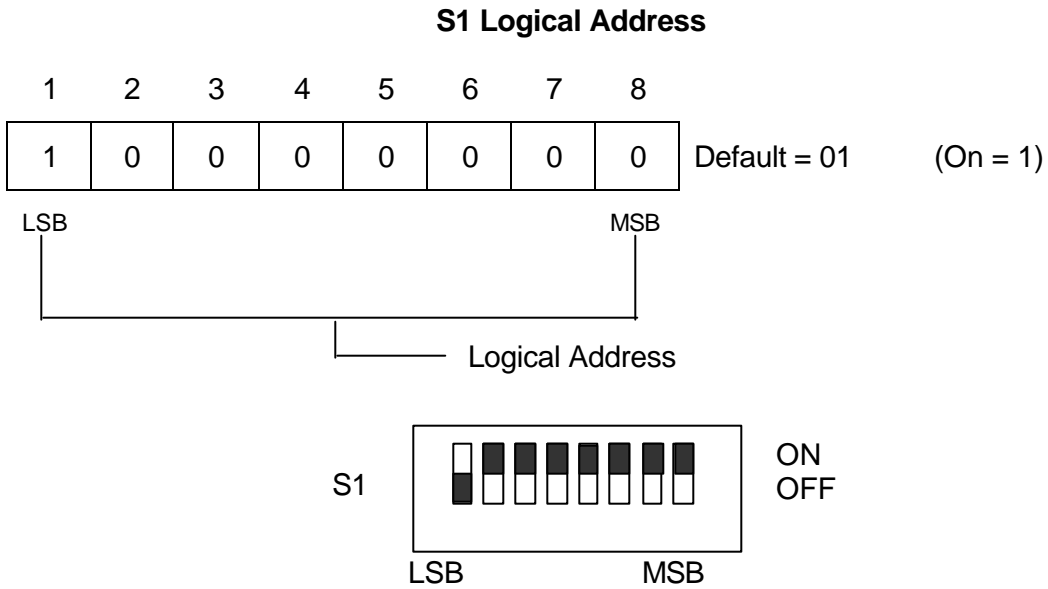 S1 Logical Address
1 2 3 4 5 6 7 8
1 0 0 0 0 0 0 0 Default = 01 (On = 1)
LSB MSB
Logical Address
S1 ON
OFF
LSB MSB